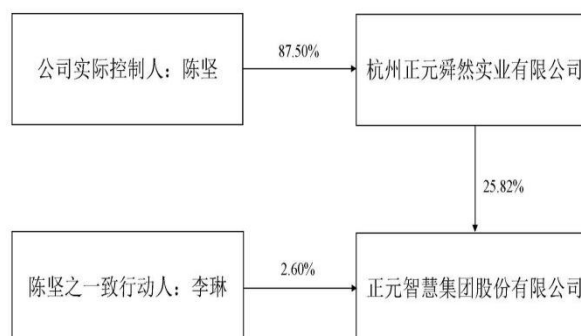 公司实际控制人：陈坚
87.50%
杭州正元舜然实业有限公司
25.82%
陈坚之一致行动人：李琳
2.60%
正元智慧集团股份有限公司